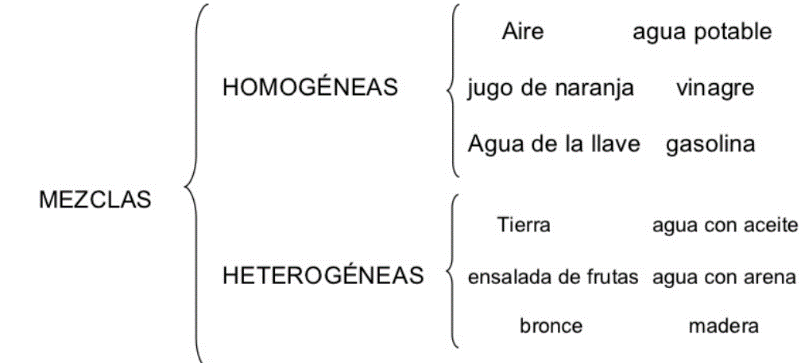 MEZCLAS
HOMOGÉNEAS
Aire agua potable
jugo de naranja vinagre
Agua de la llave gasolina
HETEROGÉNEAS
Tierra agua con aceite
ensalada de frutas agua con arena
bronce madera